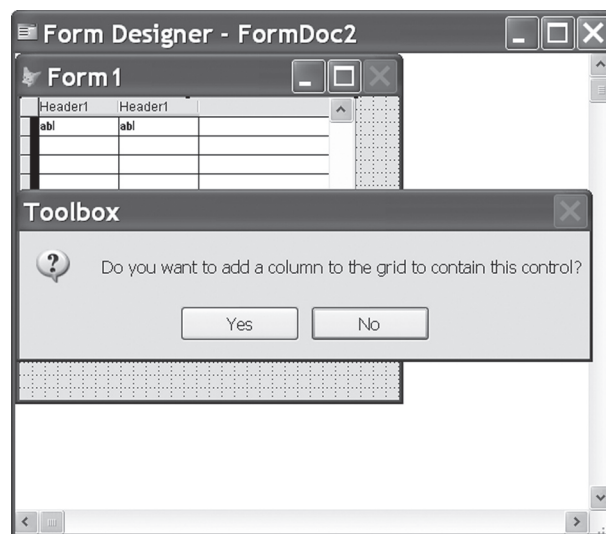 Form Designer - FormDoc2
Form1
Header1 Header1
abl abl
Toolbox
Do you want to add a column to the grid to contain this control?
Yes No